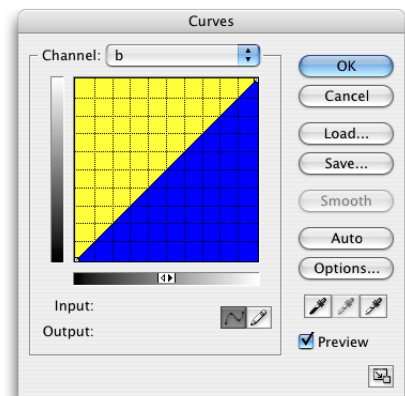 Curves
Channel: b
OK
Cancel
Load...
Save...
Smooth
Auto
Options...
Input:
Output:
Preview